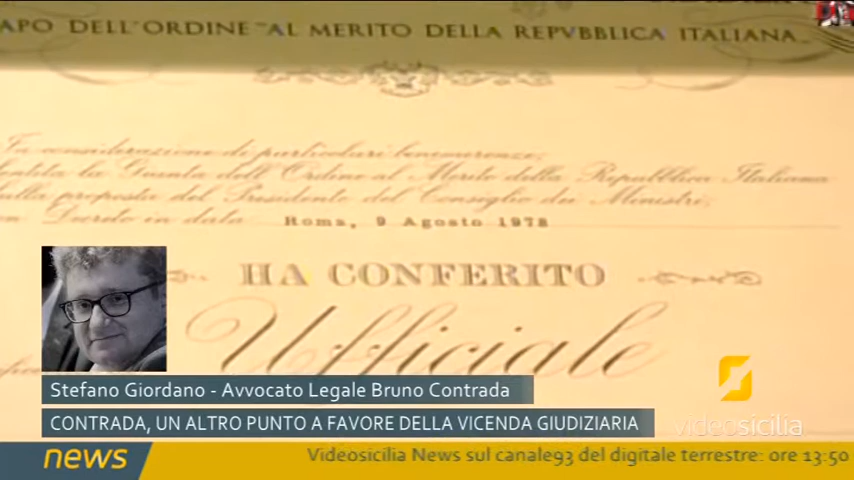 APO DELL'ORDINE "AL MERITO DELLA REPVBBLICA ITALIANA
In considerazione di particolari benemerenze;
sentita la Giunta dell'Ordine al Merito della Repubblica Italiana
sulla proposta del Presidente del Consiglio dei Ministri;
con Decreto in data Roma, 9 Agosto 1978
HA CONFERITO
Ufficiale
Stefano Giordano - Avvocato Legale Bruno Contrada
CONTRADA, UN ALTRO PUNTO A FAVORE DELLA VICENDA GIUDIZIARIA
videosicilia
news
Videosicilia News sul canale93 del digitale terrestre: ore 13:50